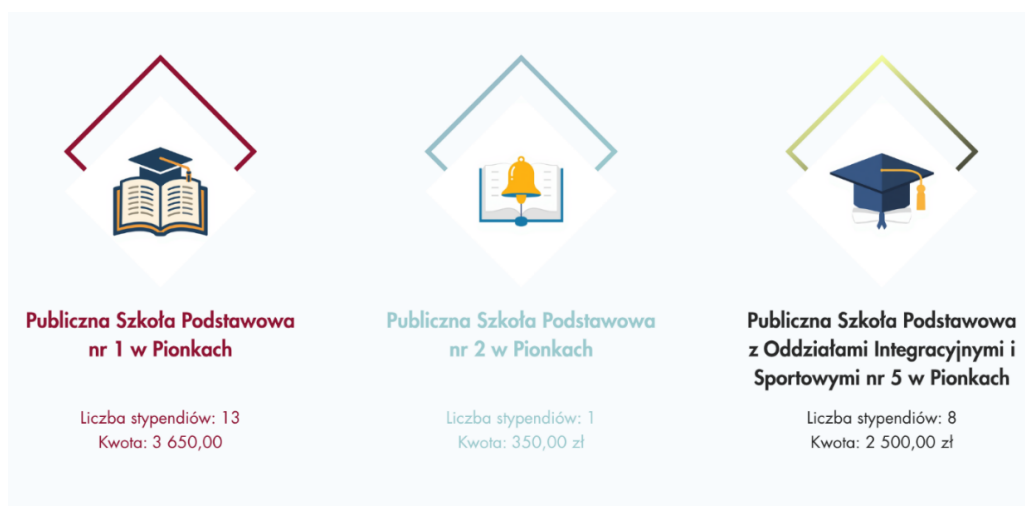 Publiczna Szkoła Podstawowa
nr 1 w Pionkach
Liczba stypendiów: 13
Kwota: 3 650,00
Publiczna Szkoła Podstawowa
nr 2 w Pionkach
Liczba stypendiów: 1
Kwota: 350,00 zł
Publiczna Szkoła Podstawowa
z Oddziałami Integracyjnymi i
Sportowymi nr 5 w Pionkach
Liczba stypendiów: 8
Kwota: 2 500,00 zł